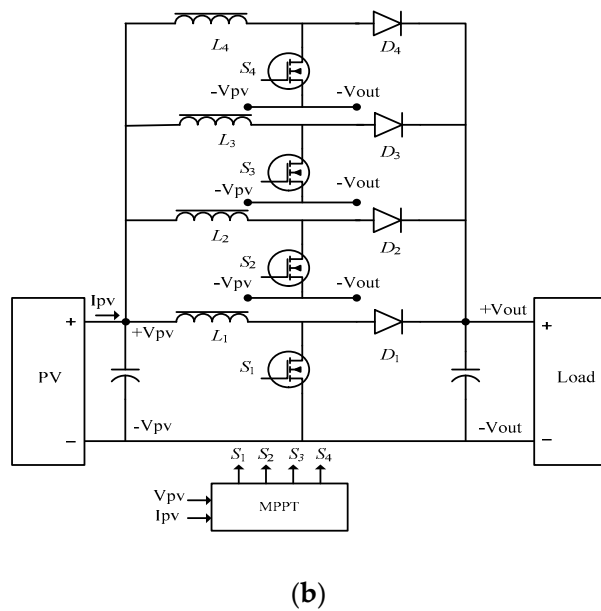 L4
D4
S4
-Vpv
-Vout
L3
D3
S3
-Vpv
-Vout
L2
D2
S2
-Vpv
-Vout
Ipv
+
+Vpv
L1
D1
+Vout
+
PV
S1
Load
-Vpv
-Vout
−
−
S1 S2 S3 S4
Vpv
Ipv
MPPT
(b)